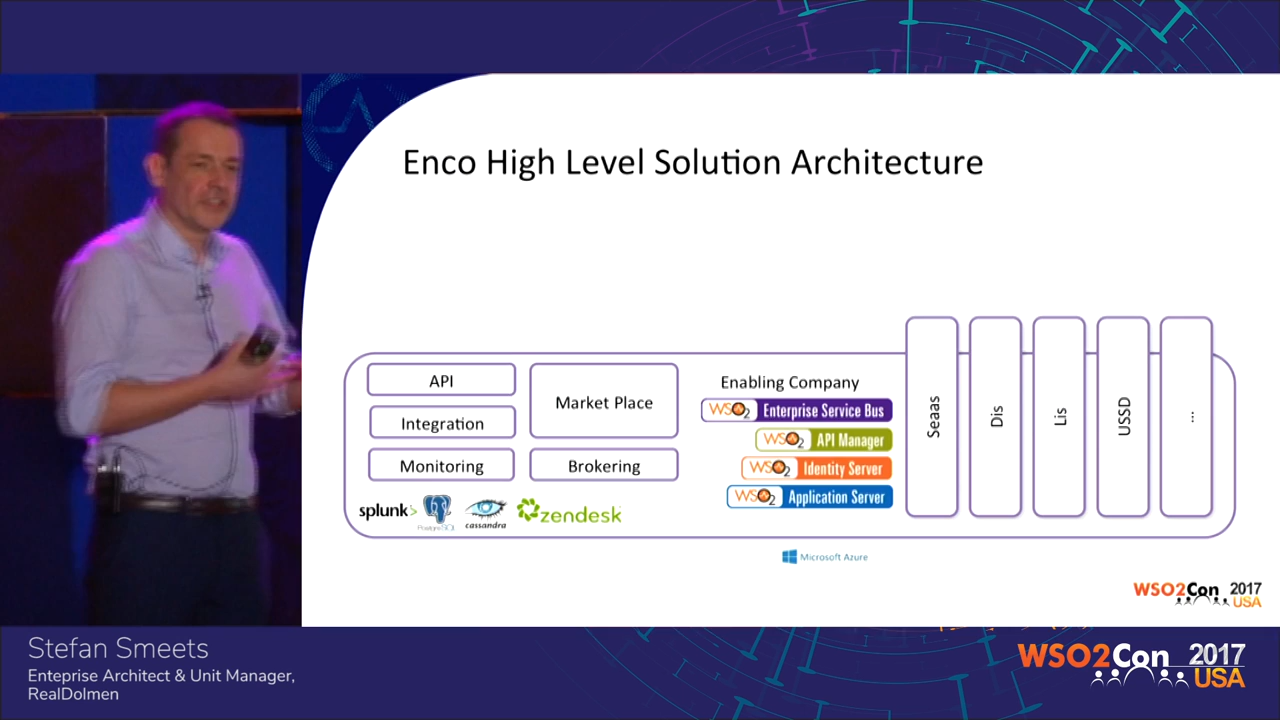 Enco High Level Solution Architecture
API
Integration
Monitoring
Market Place
Brokering
splunk>
PostgreSQL
cassandra
zendesk
Enabling Company
WSO2 Enterprise Service Bus
WSO2 API Manager
WSO2 Identity Server
WSO2 Application Server
Seaas
Dis
Lis
USSD
...
Microsoft Azure
WSO2Con 2017
USA
Stefan Smeets
Enteprise Architect & Unit Manager,
RealDolmen
WSO2Con 2017
USA